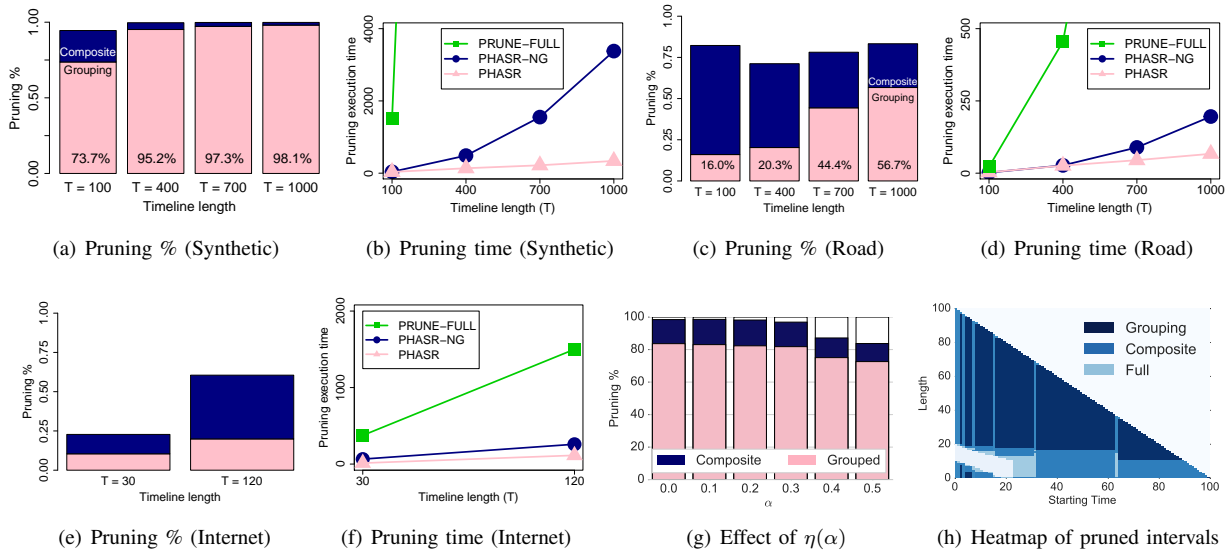 1.00
0.50
0.00
Pruning %
Composite
Grouping
73.7%
95.2%
97.3%
98.1%
T = 100
T = 400
T = 700
T = 1000
Timeline length
(a) Pruning % (Synthetic)
4000
2000
0
Pruning execution time
PRUNE−FULL
PHASR−NG
PHASR
100
400
700
1000
Timeline length (T)
(b) Pruning time (Synthetic)
1.00
0.75
0.50
0.25
0.00
Pruning %
Composite
Grouping
16.0%
20.3%
44.4%
56.7%
T = 100
T = 400
T = 700
T = 1000
Timeline length
(c) Pruning % (Road)
500
250
0
Pruning execution time
PRUNE−FULL
PHASR−NG
PHASR
100
400
700
1000
Timeline length (T)
(d) Pruning time (Road)
1.00
0.75
0.50
0.25
0.00
Pruning %
T = 30
T = 120
Timeline length
(e) Pruning % (Internet)
2000
1000
0
Pruning execution time
PRUNE−FULL
PHASR−NG
PHASR
30
120
Timeline length (T)
(f) Pruning time (Internet)
100
80
60
40
20
0
Pruning %
Composite
Grouped
0.0
0.1
0.2
0.3
0.4
0.5
α
(g) Effect of η(α)
100
80
60
40
20
0
Length
Grouping
Composite
Full
0
20
40
60
80
100
Starting Time
(h) Heatmap of pruned intervals